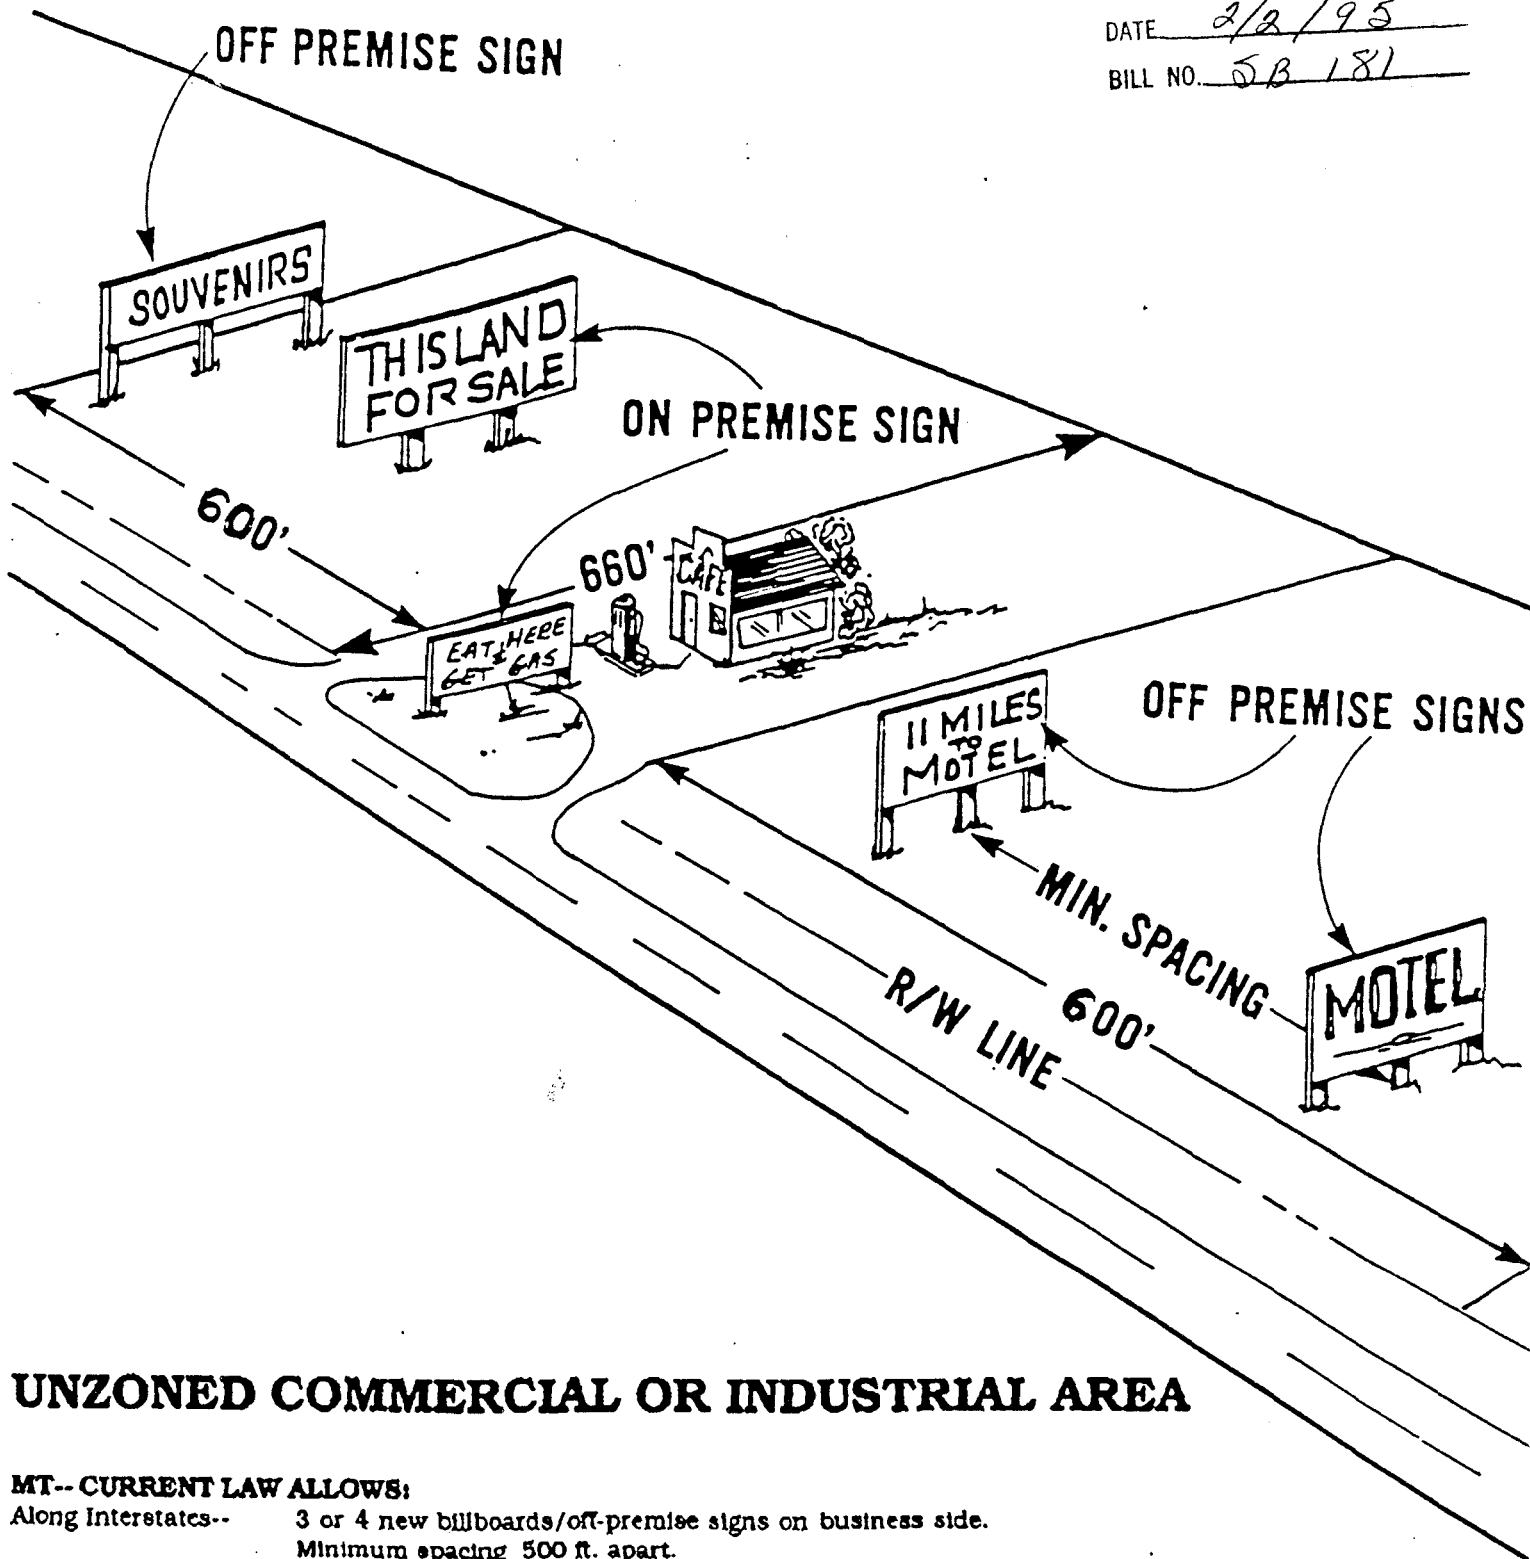 DATE 2/2/95
BILL NO. SB 181
OFF PREMISE SIGN
SOUVENIRS
THIS LAND
FOR SALE
ON PREMISE SIGN
600'
660'
CAFE
EAT HERE
&
GET GAS
11 MILES
TO
MOTEL
OFF PREMISE SIGNS
MIN. SPACING
MOTEL
R/W LINE
600'
UNZONED COMMERCIAL OR INDUSTRIAL AREA
MT-- CURRENT LAW ALLOWS:
Along Interstates-- 3 or 4 new billboards/off-premise signs on business side.
Minimum spacing 500 ft. apart.